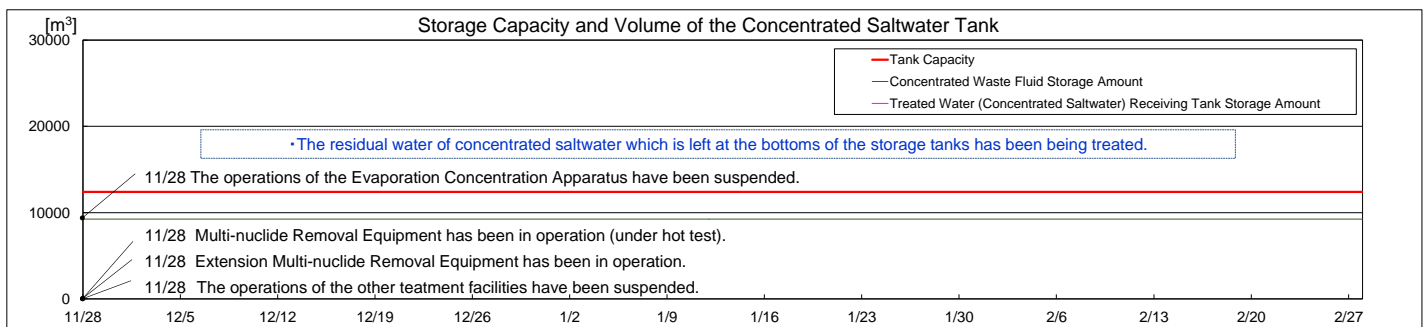 Storage Capacity and Volume of the Concentrated Saltwater Tank
[m³]
30000
20000
10000
0
Tank Capacity
Concentrated Waste Fluid Storage Amount
Treated Water (Concentrated Saltwater) Receiving Tank Storage Amount
・The residual water of concentrated saltwater which is left at the bottoms of the storage tanks has been being treated.
11/28 The operations of the Evaporation Concentration Apparatus have been suspended.
11/28 Multi-nuclide Removal Equipment has been in operation (under hot test).
11/28 Extension Multi-nuclide Removal Equipment has been in operation.
11/28 The operations of the other teatment facilities have been suspended.
11/28 12/5 12/12 12/19 12/26 1/2 1/9 1/16 1/23 1/30 2/6 2/13 2/20 2/27